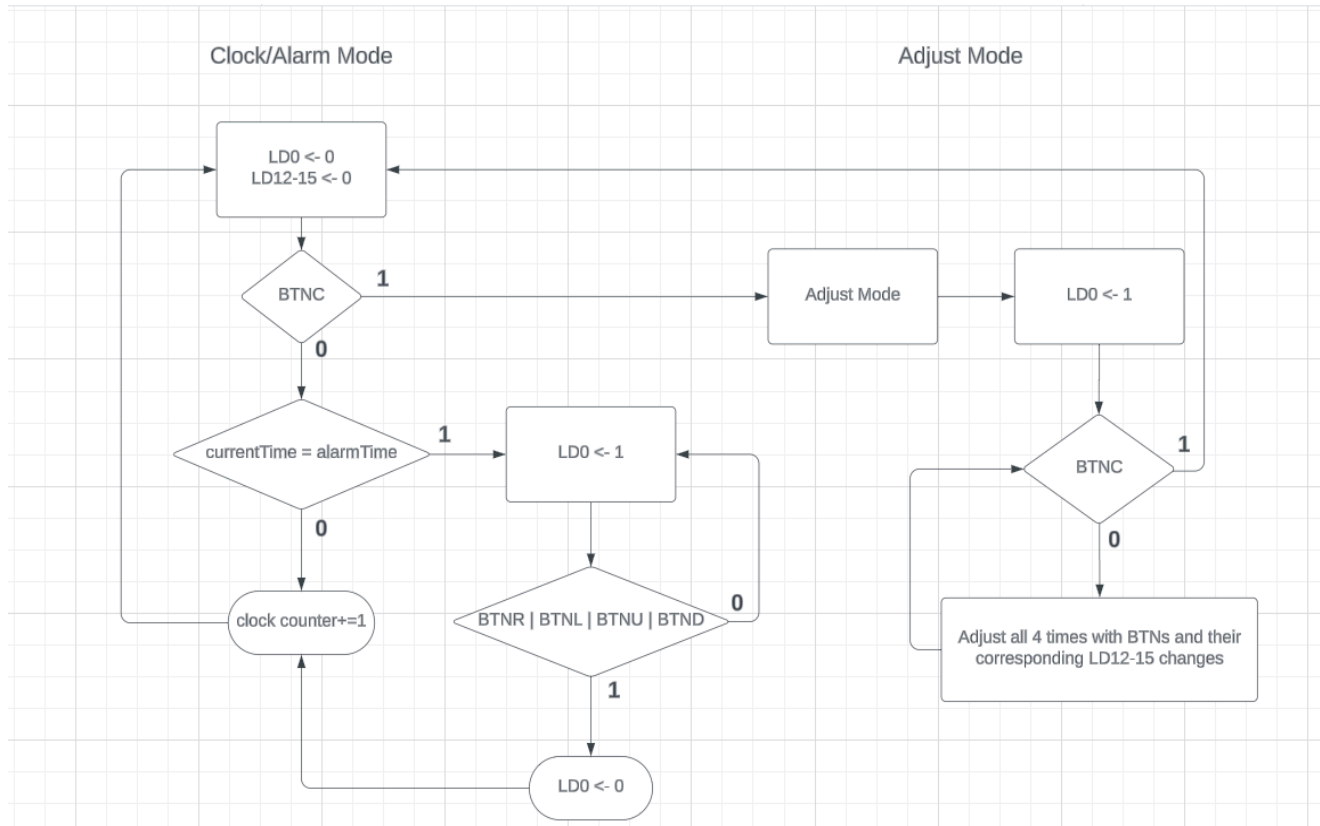 Clock/Alarm Mode
Adjust Mode
LD0 <- 0
LD12-15 <- 0
BTNC
1
0
Adjust Mode
LD0 <- 1
currentTime = alarmTime
1
0
LD0 <- 1
BTNC
1
0
clock counter+=1
BTNR | BTNL | BTNU | BTND
0
1
Adjust all 4 times with BTNs and their
corresponding LD12-15 changes
LD0 <- 0